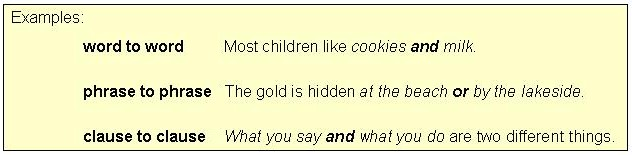 Examples:
word to word Most children like cookies and milk.
phrase to phrase The gold is hidden at the beach or by the lakeside.
clause to clause What you say and what you do are two different things.